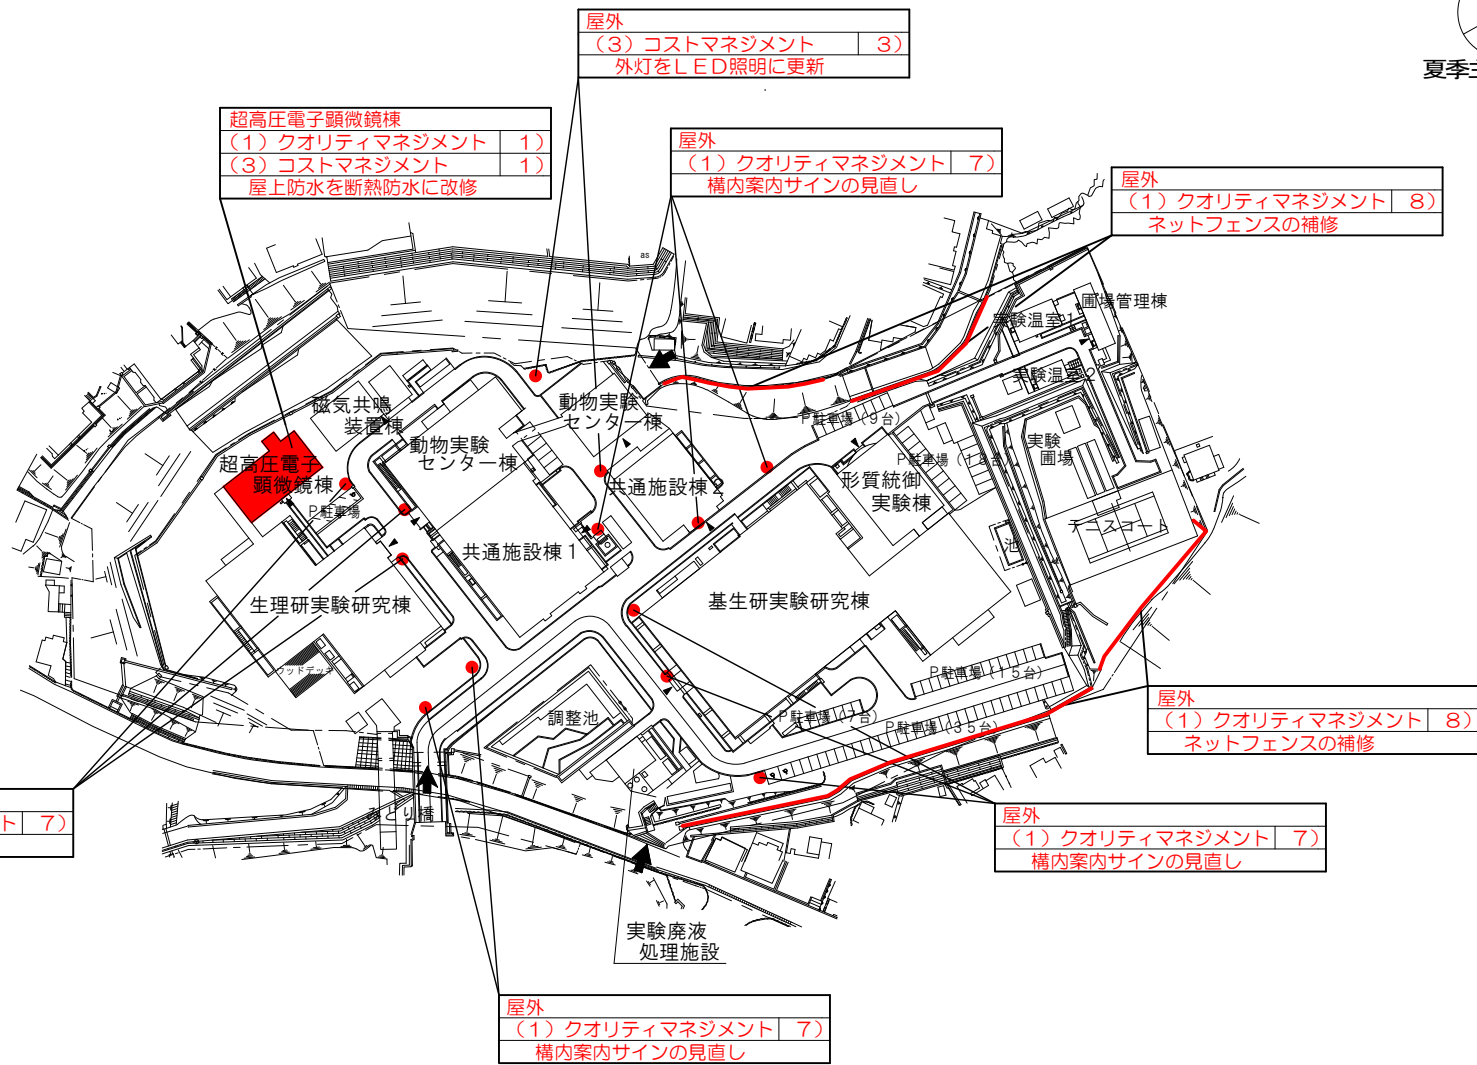 屋外
（３）コストマネジメント　３）
外灯をＬＥＤ照明に更新
夏季主
超高圧電子顕微鏡棟
（１）クオリティマネジメント　１）
（３）コストマネジメント　１）
屋上防水を断熱防水に改修
屋外
（１）クオリティマネジメント　７）
構内案内サインの見直し
屋外
（１）クオリティマネジメント　８）
ネットフェンスの補修
as
圃場管理棟
実験温室１
実験温室２
磁気共鳴
装置棟
動物実験
センター棟
動物実験
センター棟
Ｐ駐車場（９台）
実験
圃場
超高圧電子
顕微鏡棟
共通施設棟２
形質統御
実験棟
Ｐ駐車場（１８台）
Ｐ駐車場
テニスコート
池
共通施設棟１
生理研実験研究棟
基生研実験研究棟
ウッドデッキ
Ｐ駐車場（１５台）
調整池
Ｐ駐車場（７台）
Ｐ駐車場（３５台）
屋外
（１）クオリティマネジメント　８）
ネットフェンスの補修
ト　７）
橋
屋外
（１）クオリティマネジメント　７）
構内案内サインの見直し
実験廃液
処理施設
屋外
（１）クオリティマネジメント　７）
構内案内サインの見直し